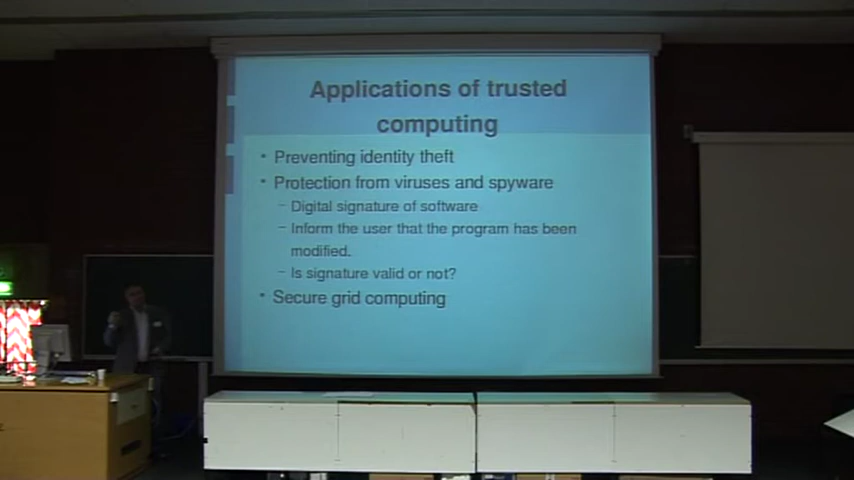 Applications of trusted
computing
• Preventing identity theft
• Protection from viruses and spyware
– Digital signature of software
– Inform the user that the program has been
modified.
– Is signature valid or not?
• Secure grid computing